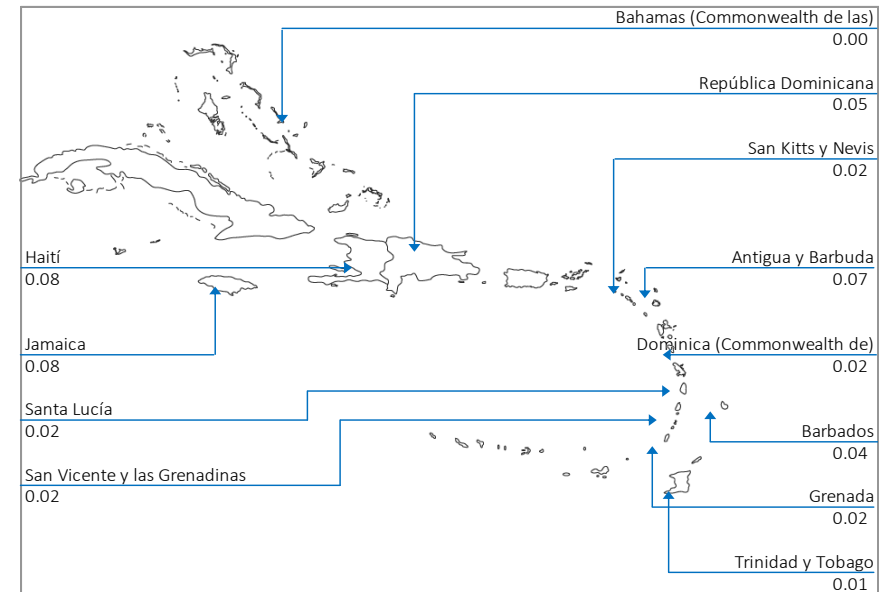 Bahamas (Commonwealth de las)
0.00
República Dominicana
0.05
San Kitts y Nevis
0.02
Haití
0.08
Antigua y Barbuda
0.07
Jamaica
0.08
Dominica (Commonwealth de)
0.02
Santa Lucía
0.02
Barbados
0.04
San Vicente y las Grenadinas
0.02
Grenada
0.02
Trinidad y Tobago
0.01